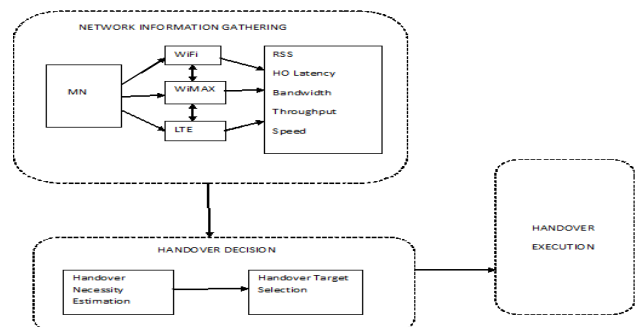 NETWORK INFORMATION GATHERING
MN
WiFi
WiMAX
LTE
RSS
HO Latency
Bandwidth
Throughput
Speed
HANDOVER DECISION
Handover
Necessity
Estimation
Handover Target
Selection
HANDOVER
EXECUTION